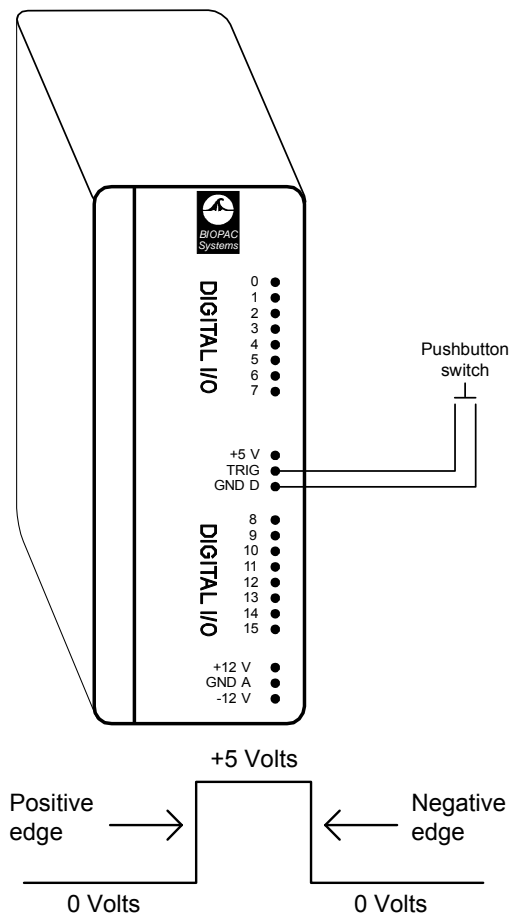 BIOPAC
Systems
DIGITAL I/O
0
1
2
3
4
5
6
7
Pushbutton
switch
+5 V
TRIG
GND D
DIGITAL I/O
8
9
10
11
12
13
14
15
+12 V
GND A
-12 V
+5 Volts
Positive
edge
Negative
edge
0 Volts
0 Volts